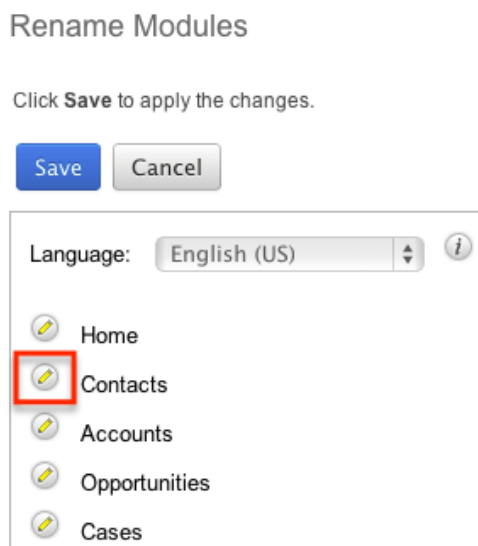 Rename Modules
Click Save to apply the changes.
Save Cancel
Language: English (US) i
Home
Contacts
Accounts
Opportunities
Cases